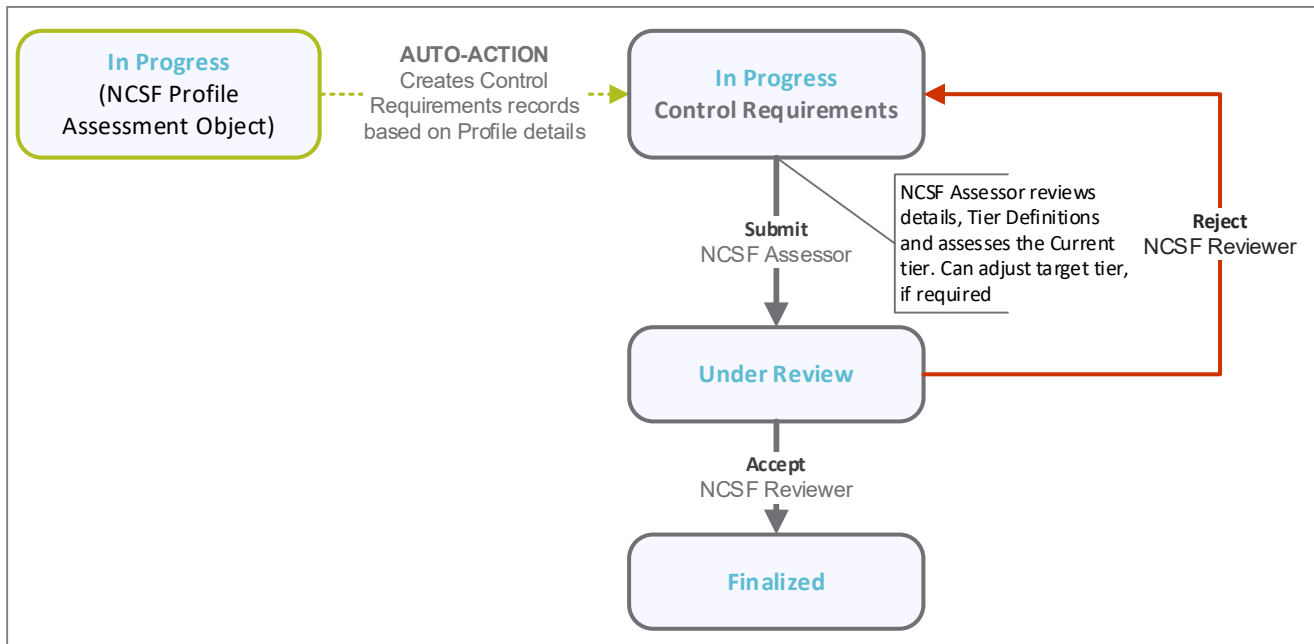 In Progress
(NCSF Profile
Assessment Object)
AUTO-ACTION
Creates Control
Requirements records
based on Profile details
In Progress
Control Requirements
NCSF Assessor reviews
details, Tier Definitions
and assesses the Current
tier. Can adjust target tier,
if required
Reject
NCSF Reviewer
Submit
NCSF Assessor
Under Review
Accept
NCSF Reviewer
Finalized